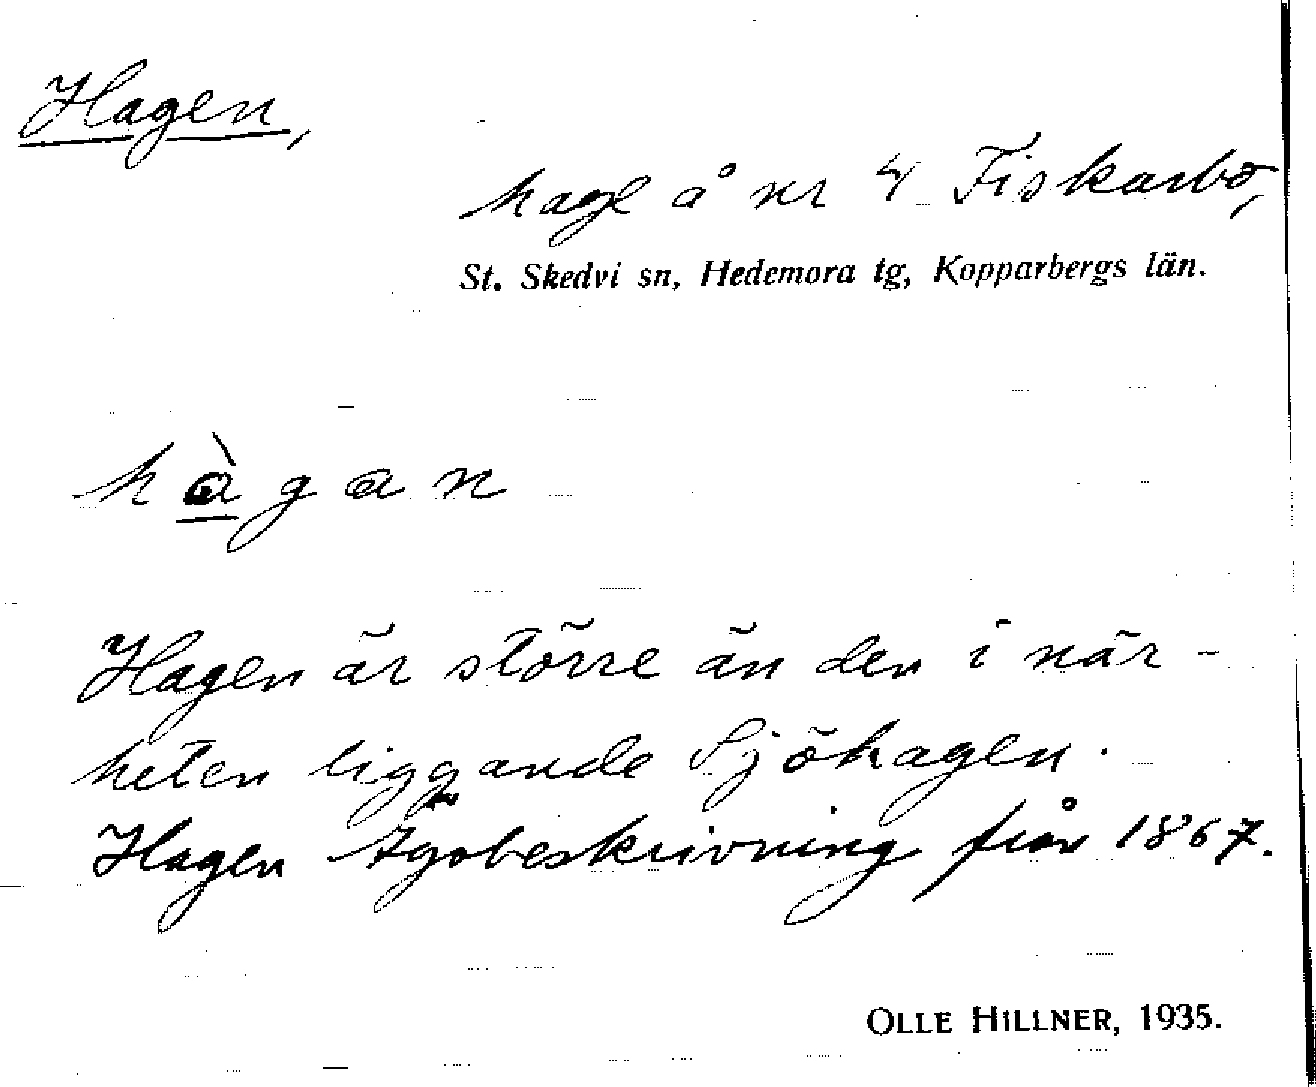 Hagen,
hage å nr 4 Fiskarbo,
St. Skedvi sn, Hedemora tg, Kopparbergs län.
hàgan
Hagen är större än den i när-
heten liggande Sjöhagen.
Hagen Ägobeskrivning från 1867.
OLLE HILLNER, 1935.